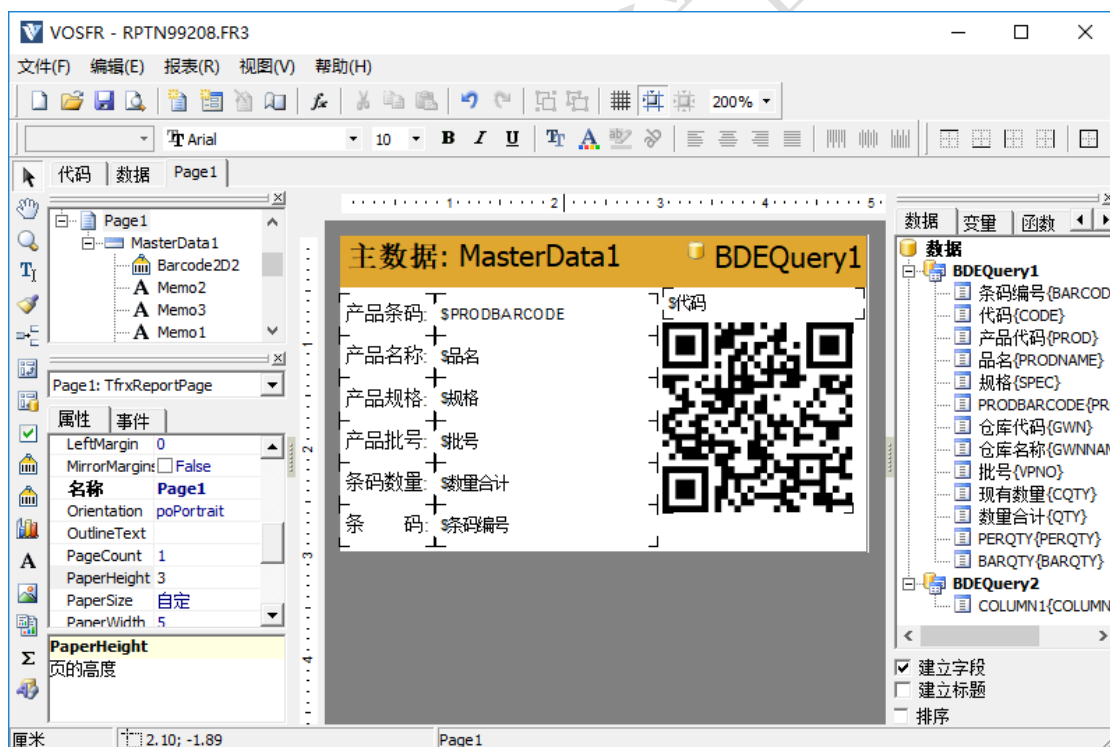 VOSFR - RPTN99208.FR3
文件(F) 编辑(E) 报表(R) 视图(V) 帮助(H)
200%
Arial 10 B I U
代码 数据 Page1
Page1
MasterData1
Barcode2D2
Memo2
Memo3
Memo1
Page1: TfrxReportPage
属性 事件
LeftMargin 0
MirrorMargins False
名称 Page1
Orientation poPortrait
OutlineText
PageCount 1
PaperHeight 3
PaperSize 自定
PaperWidth 5
PaperHeight
页的高度
1 2 3 4 5
1
2
3
4
主数据: MasterData1 BDEQuery1
产品条码: $PRODBARCODE
$代码
产品名称: $品名
产品规格: $规格
产品批号: $批号
条码数量: $数量合计
条 码: $条码编号
数据 变量 函数
数据
BDEQuery1
条码编号{BARCOD
代码{CODE}
产品代码{PROD}
品名{PRODNAME}
规格{SPEC}
PRODBARCODE{PR
仓库代码{GWN}
仓库名称{GWNNAM
批号{VPNO}
现有数量{CQTY}
数量合计{QTY}
PERQTY{PERQTY}
BARQTY{BARQTY}
BDEQuery2
COLUMN1{COLUMN
建立字段
建立标题
排序
厘米 2.10; -1.89 Page1